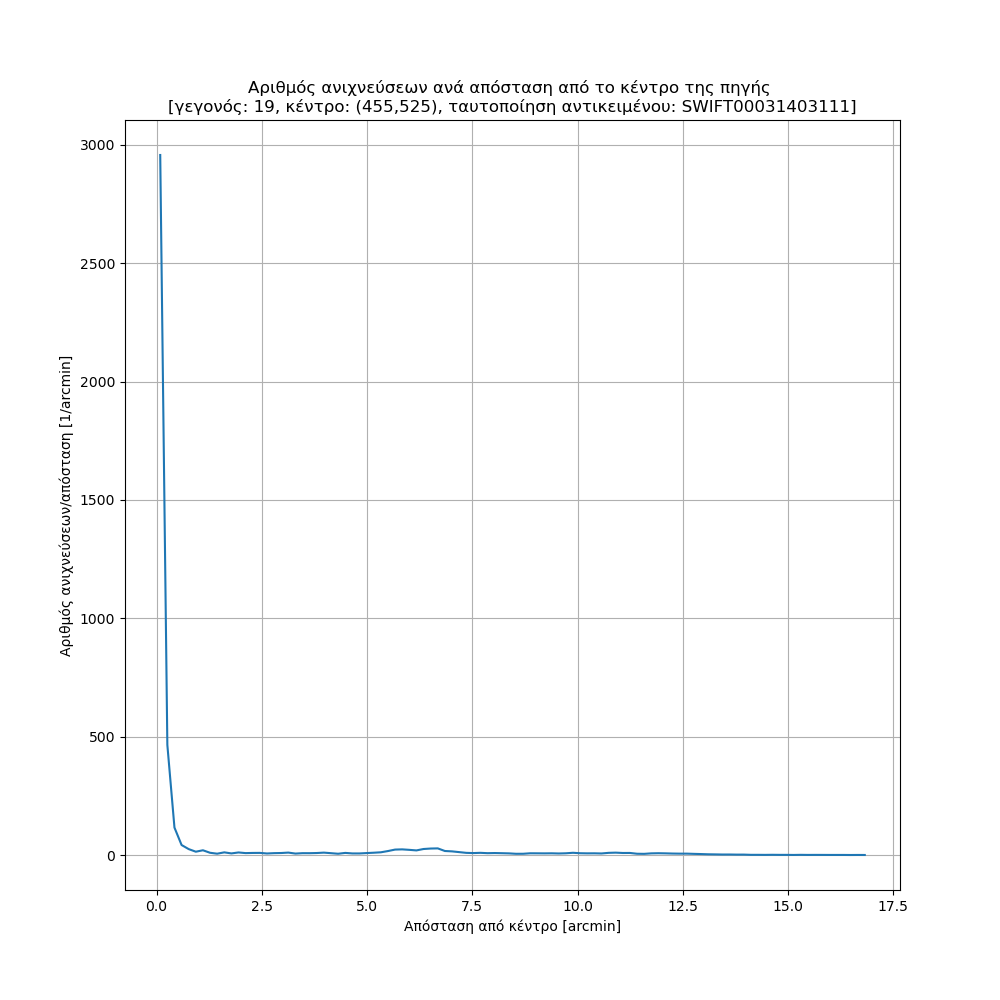 Αριθμός ανιχνεύσεων ανά απόσταση από το κέντρο της πηγής
[γεγονός: 19, κέντρο: (455,525), ταυτοποίηση αντικειμένου: SWIFT00031403111]
3000
2500
2000
1500
1000
500
0
Αριθμός ανιχνεύσεων/απόσταση [1/arcmin]
0.0 2.5 5.0 7.5 10.0 12.5 15.0 17.5
Απόσταση από κέντρο [arcmin]